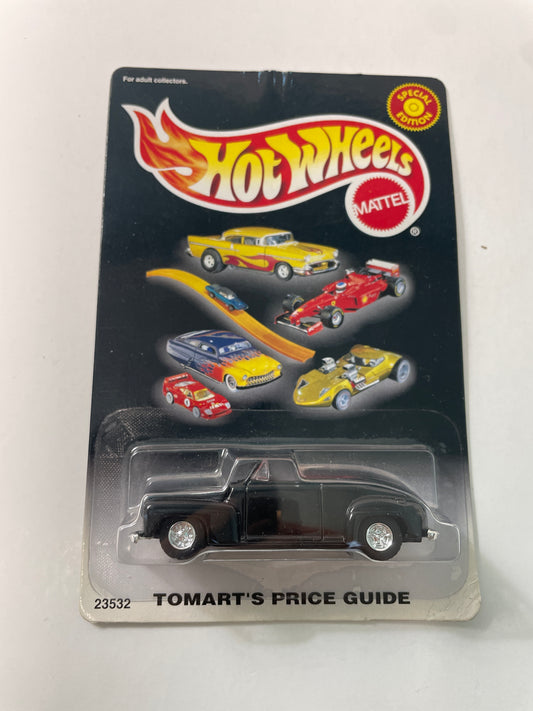 For adult collectors.
SPECIAL
EDITION
HOT WHEELS
MATTEL
®
23532
TOMART'S PRICE GUIDE